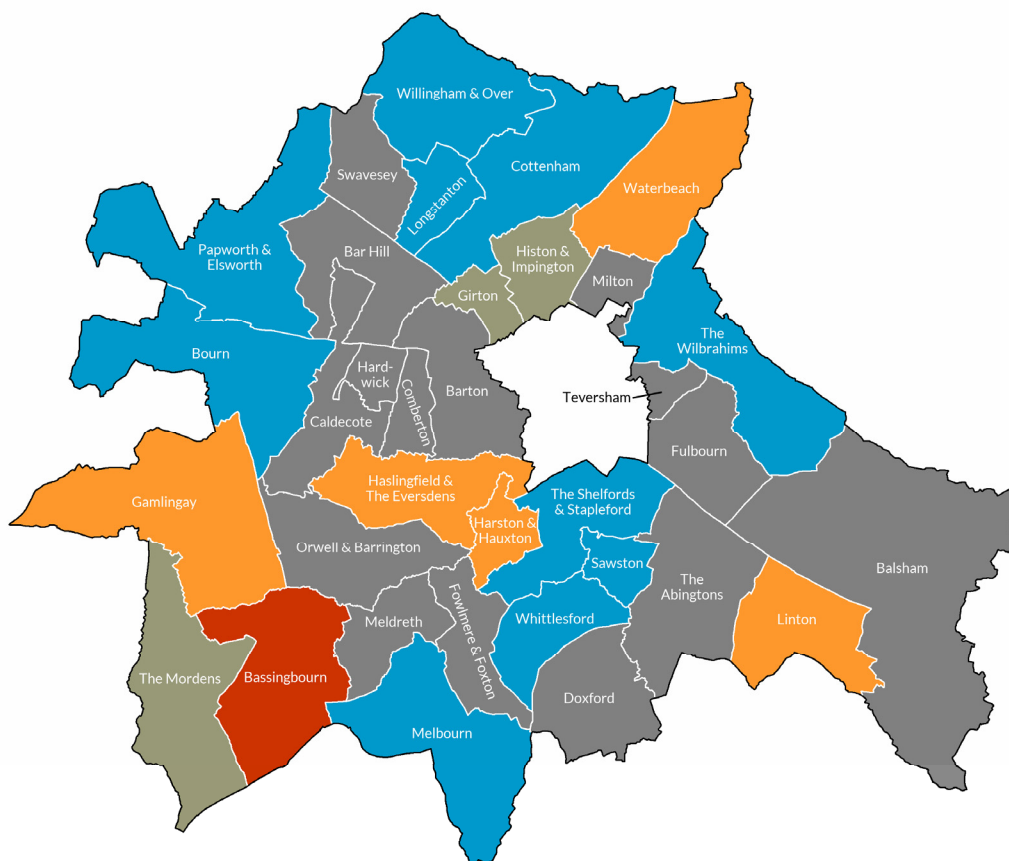 Willingham & Over
Cottenham
Swavesey
Longstanton
Waterbeach
Papworth &
Elsworth
Bar Hill
Histon &
Impington
Milton
Girton
The
Wilbrahims
Bourn
Hard-
wick
Comberton
Barton
Teversham
Caldecote
Fulbourn
Haslingfield &
The Eversdens
The Shelfords
& Stapleford
Gamlingay
Harston &
Hauxton
Orwell & Barrington
Sawston
Balsham
The
Abingtons
Meldreth
Fowlmere & Foxton
Whittlesford
Linton
The Mordens
Bassingbourn
Doxford
Melbourn